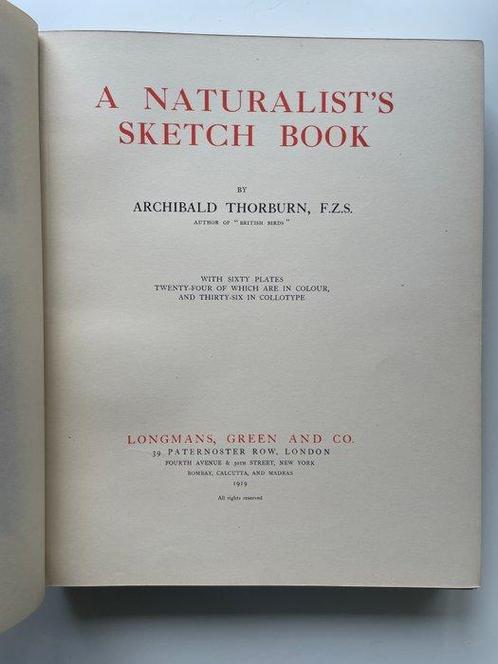 A NATURALIST'S
SKETCH BOOK
BY
ARCHIBALD THORBURN, F.Z.S.
AUTHOR OF "BRITISH BIRDS"
WITH SIXTY PLATES
TWENTY-FOUR OF WHICH ARE IN COLOUR,
AND THIRTY-SIX IN COLLOTYPE
LONGMANS, GREEN AND CO.
39 PATERNOSTER ROW, LONDON
FOURTH AVENUE & 30TH STREET, NEW YORK
BOMBAY, CALCUTTA, AND MADRAS
1919
All rights reserved